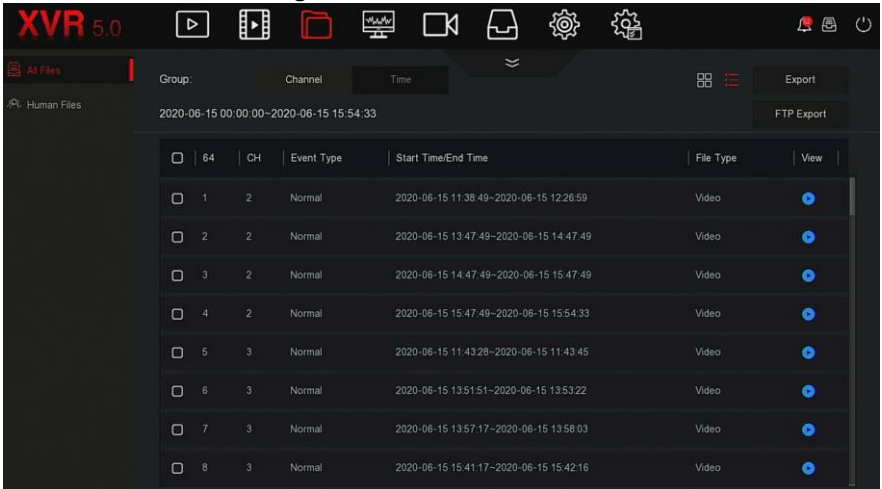 XVR 5.0
All Files
Human Files
Group: Channel Time Export
2020-06-15 00:00:00~2020-06-15 15:54:33 FTP Export
64 CH Event Type Start Time/End Time File Type View
1 2 Normal 2020-06-15 11:38:49~2020-06-15 12:26:59 Video
2 2 Normal 2020-06-15 13:47:49~2020-06-15 14:47:49 Video
3 2 Normal 2020-06-15 14:47:49~2020-06-15 15:47:49 Video
4 2 Normal 2020-06-15 15:47:49~2020-06-15 15:54:33 Video
5 3 Normal 2020-06-15 11:43:28~2020-06-15 11:43:45 Video
6 3 Normal 2020-06-15 13:51:51~2020-06-15 13:53:22 Video
7 3 Normal 2020-06-15 13:57:17~2020-06-15 13:58:03 Video
8 3 Normal 2020-06-15 15:41:17~2020-06-15 15:42:16 Video